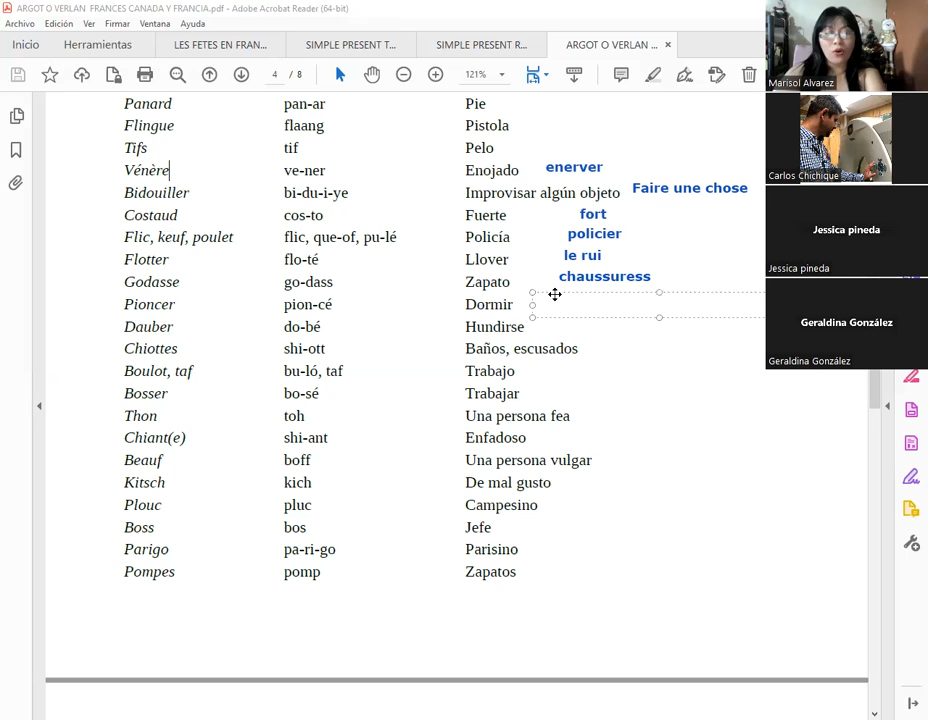 ARGOT O VERLAN FRANCES CANADA Y FRANCIA.pdf - Adobe Acrobat Reader (64-bit)
Archivo Edición Ver Firmar Ventana Ayuda
Inicio Herramientas LES FETES EN FRAN... SIMPLE PRESENT T... SIMPLE PRESENT R... ARGOT O VERLAN ... ×
4 / 8 121%
Panard pan-ar Pie
Flingue flaang Pistola
Tifs tif Pelo
Vénère ve-ner Enojado enerver
Bidouiller bi-du-i-ye Improvisar algún objeto Faire une chose
Costaud cos-to Fuerte fort
Flic, keuf, poulet flic, que-of, pu-lé Policía policier
Flotter flo-té Llover le rui
Godasse go-dass Zapato chaussuress
Pioncer pion-cé Dormir
Dauber do-bé Hundirse
Chiottes shi-ott Baños, escusados
Boulot, taf bu-ló, taf Trabajo
Bosser bo-sé Trabajar
Thon toh Una persona fea
Chiant(e) shi-ant Enfadoso
Beauf boff Una persona vulgar
Kitsch kich De mal gusto
Plouc pluc Campesino
Boss bos Jefe
Parigo pa-ri-go Parisino
Pompes pomp Zapatos
Marisol Alvarez
Carlos Chichique
Jessica pineda
Jessica pineda
Geraldina González
Geraldina González